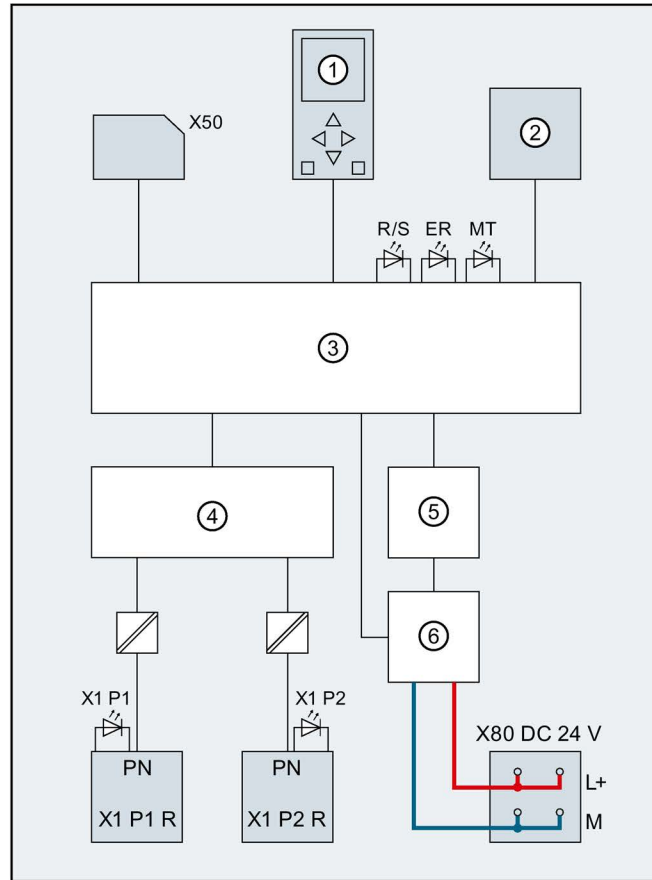 ①
X50
②
R/S ER MT
③
④
⑤
⑥
X1 P1
X1 P2
X80 DC 24 V
PN
PN
L+
X1 P1 R
X1 P2 R
M